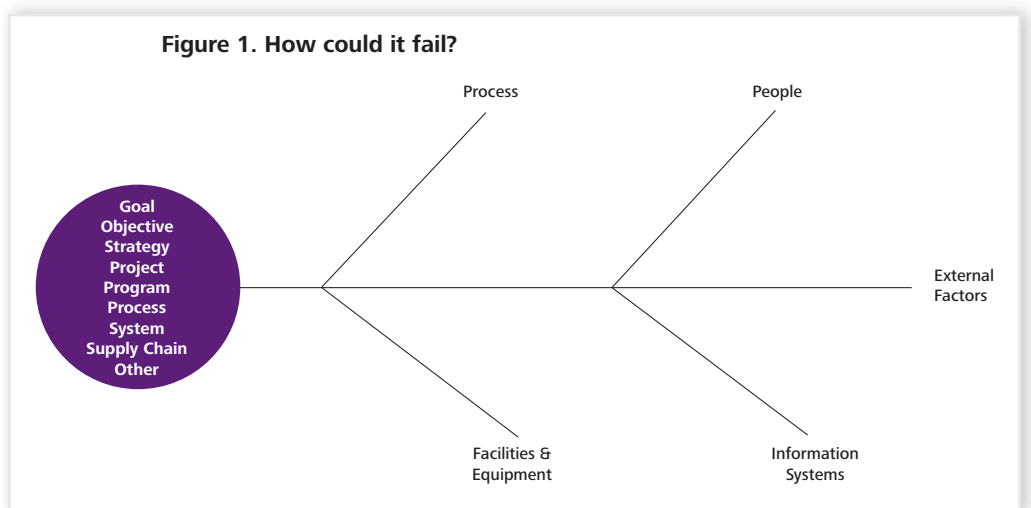 Figure 1. How could it fail?
Process
People
Goal
Objective
Strategy
Project
Program
Process
System
Supply Chain
Other
External
Factors
Facilities &
Equipment
Information
Systems